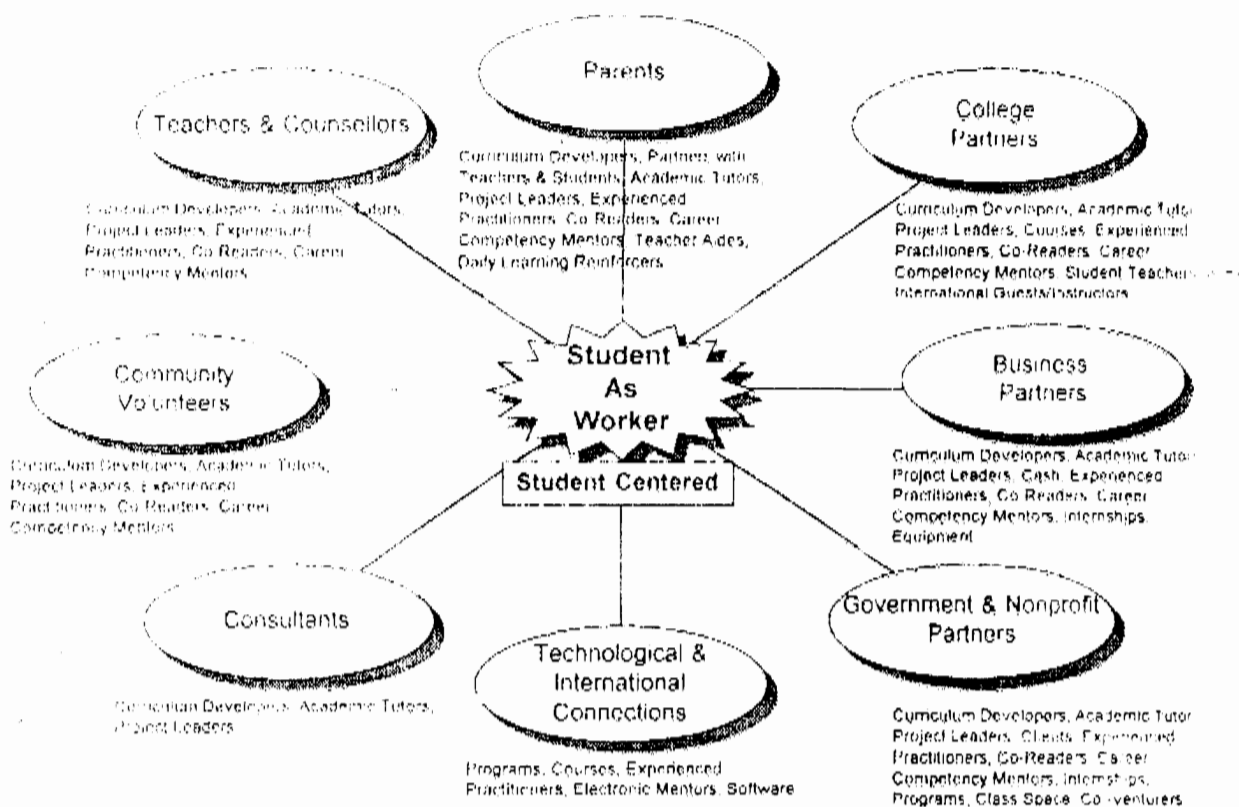 Parents
Teachers & Counsellors
College
Partners
Curriculum Developers, Partner with
Teachers & Students, Academic Tutors,
Project Leaders, Experienced
Practitioners, Co Readers, Career
Competency Mentors, Teacher Aides,
Daily Learning Reinforcers
Curriculum Developers, Academic Tutors,
Project Leaders, Experienced
Practitioners, Co Readers, Career
Competency Mentors
Curriculum Developers, Academic Tutor
Project Leaders, Courses, Experienced
Practitioners, Co-Readers, Career
Competency Mentors, Student Teachers
International Guests/Instructors
Student
As
Worker
Student Centered
Community
Volunteers
Business
Partners
Curriculum Developers, Academic Tutors,
Project Leaders, Experienced
Practitioners, Co Readers, Career
Competency Mentors
Curriculum Developers, Academic Tutor
Project Leaders, Cash, Experienced
Practitioners, Co Readers, Career
Competency Mentors, Internships,
Equipment
Consultants
Technological &
International
Connections
Government & Nonprofit
Partners
Curriculum Developers, Academic Tutors,
Project Leaders
Programs, Courses, Experienced
Practitioners, Electronic Mentors, Software
Curriculum Developers, Academic Tutor
Project Leaders, Clients, Experienced
Practitioners, Co-Readers, Career
Competency Mentors, Internships,
Programs, Class Space, Co-venturers